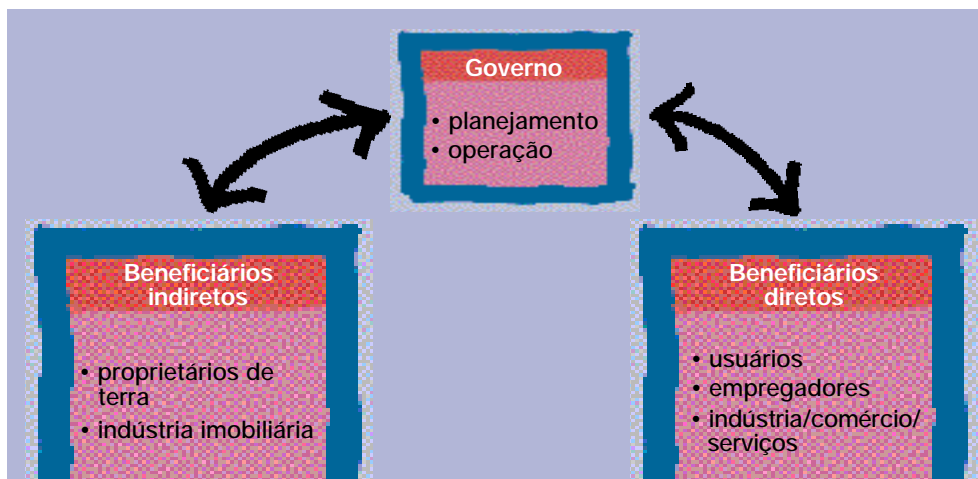 Governo
• planejamento
• operação
Beneficiários
indiretos
• proprietários de
terra
• indústria imobiliária
Beneficiários
diretos
• usuários
• empregadores
• indústria/comércio/
serviços